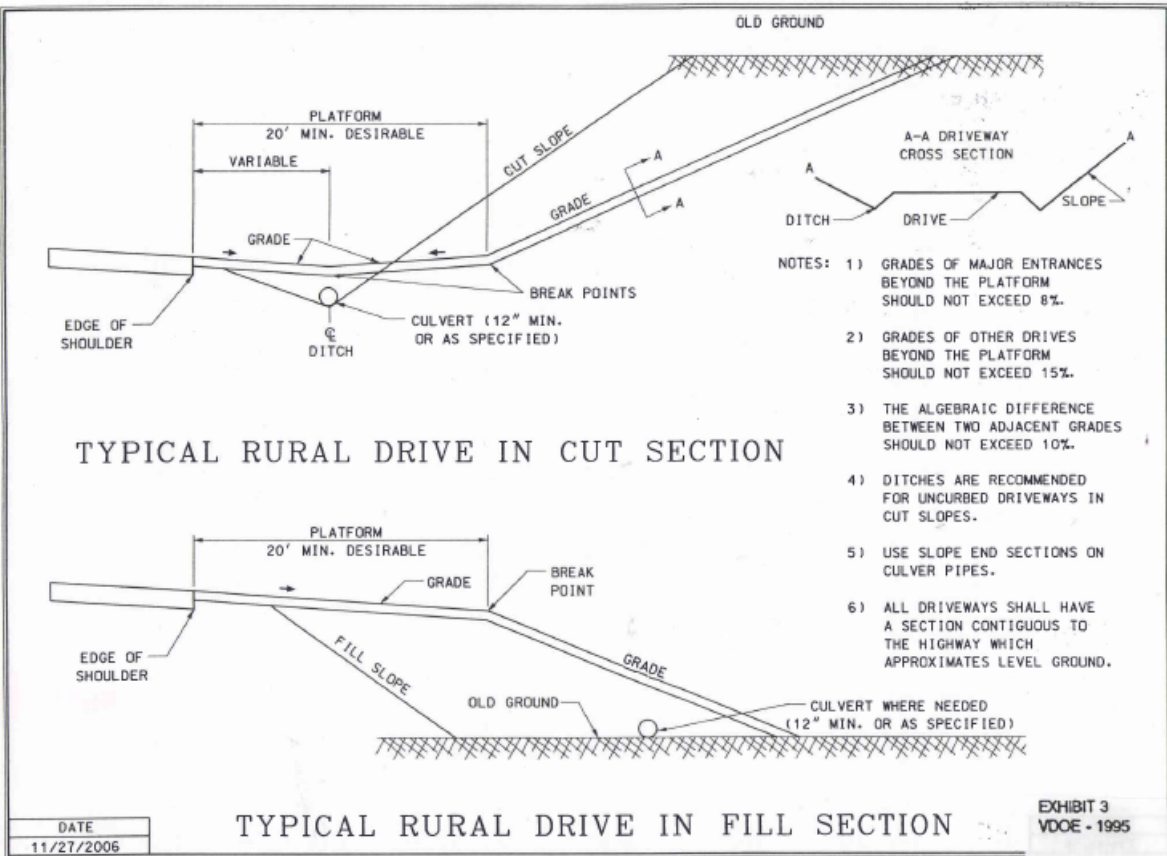 OLD GROUND
PLATFORM
20' MIN. DESIRABLE
VARIABLE
CUT SLOPE
GRADE
A
A
GRADE
BREAK POINTS
EDGE OF
SHOULDER
CULVERT (12" MIN.
OR AS SPECIFIED)
℄
DITCH
A-A DRIVEWAY
CROSS SECTION
A
A
DITCH
DRIVE
SLOPE
TYPICAL RURAL DRIVE IN CUT SECTION
NOTES: 1) GRADES OF MAJOR ENTRANCES
BEYOND THE PLATFORM
SHOULD NOT EXCEED 8%.
2) GRADES OF OTHER DRIVES
BEYOND THE PLATFORM
SHOULD NOT EXCEED 15%.
3) THE ALGEBRAIC DIFFERENCE
BETWEEN TWO ADJACENT GRADES
SHOULD NOT EXCEED 10%.
4) DITCHES ARE RECOMMENDED
FOR UNCURBED DRIVEWAYS IN
CUT SLOPES.
5) USE SLOPE END SECTIONS ON
CULVER PIPES.
6) ALL DRIVEWAYS SHALL HAVE
A SECTION CONTIGUOUS TO
THE HIGHWAY WHICH
APPROXIMATES LEVEL GROUND.
PLATFORM
20' MIN. DESIRABLE
GRADE
BREAK
POINT
EDGE OF
SHOULDER
FILL SLOPE
GRADE
OLD GROUND
CULVERT WHERE NEEDED
(12" MIN. OR AS SPECIFIED)
TYPICAL RURAL DRIVE IN FILL SECTION
DATE
11/27/2006
EXHIBIT 3
VDOE - 1995